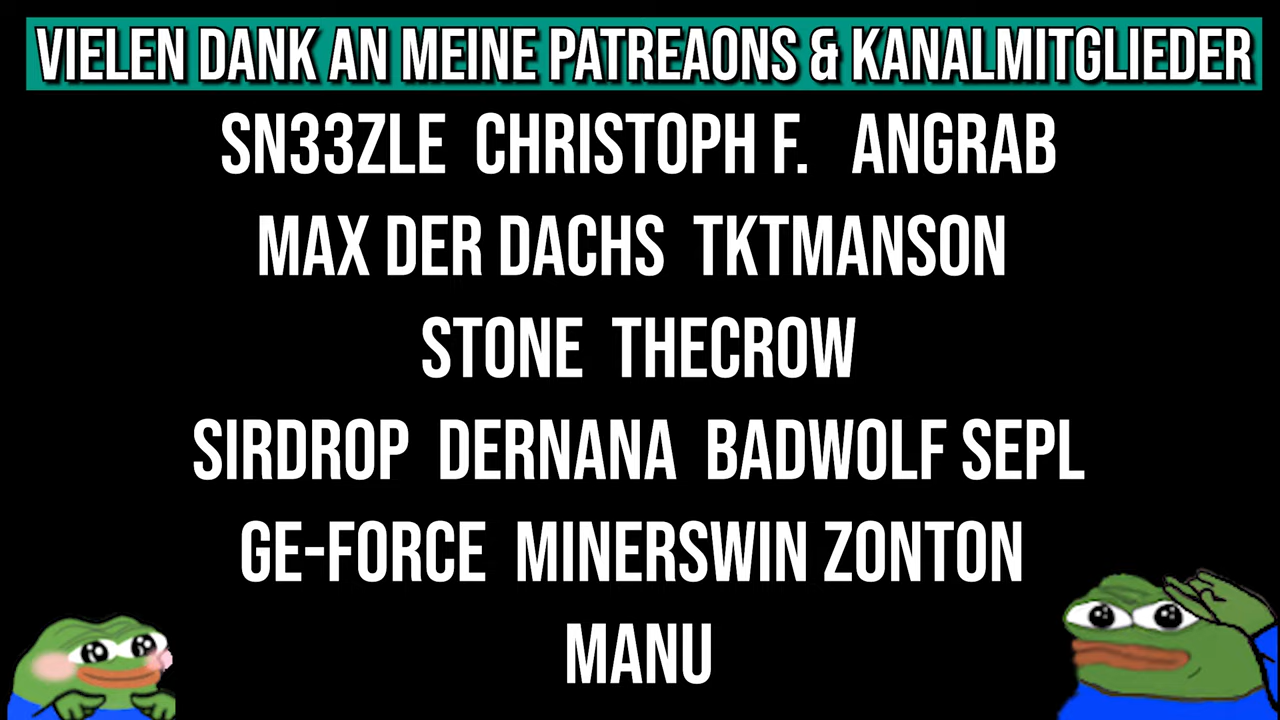 VIELEN DANK AN MEINE PATREAONS & KANALMITGLIEDER
SN33ZLE CHRISTOPH F. ANGRAB
MAX DER DACHS TKTMANSON
STONE THECROW
SIRDROP DERNANA BADWOLF SEPL
GE-FORCE MINERSWIN ZONTON
MANU